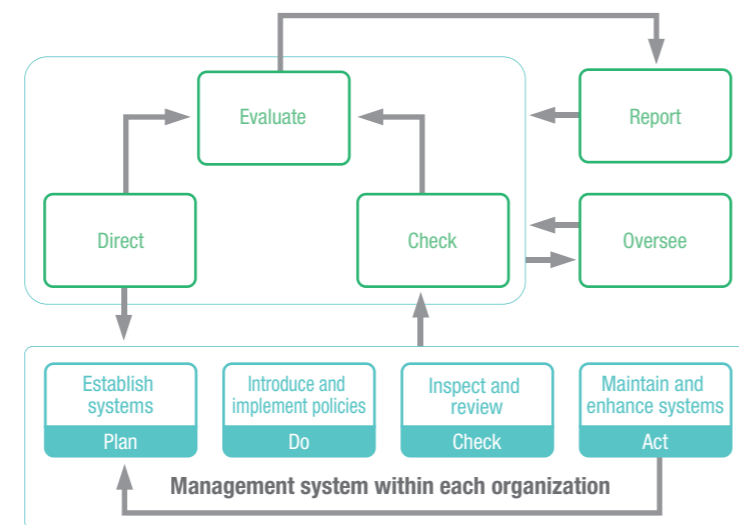 Evaluate
Report
Direct
Check
Oversee
Establish
systems
Plan
Introduce and
implement policies
Do
Inspect and
review
Check
Maintain and
enhance systems
Act
Management system within each organization